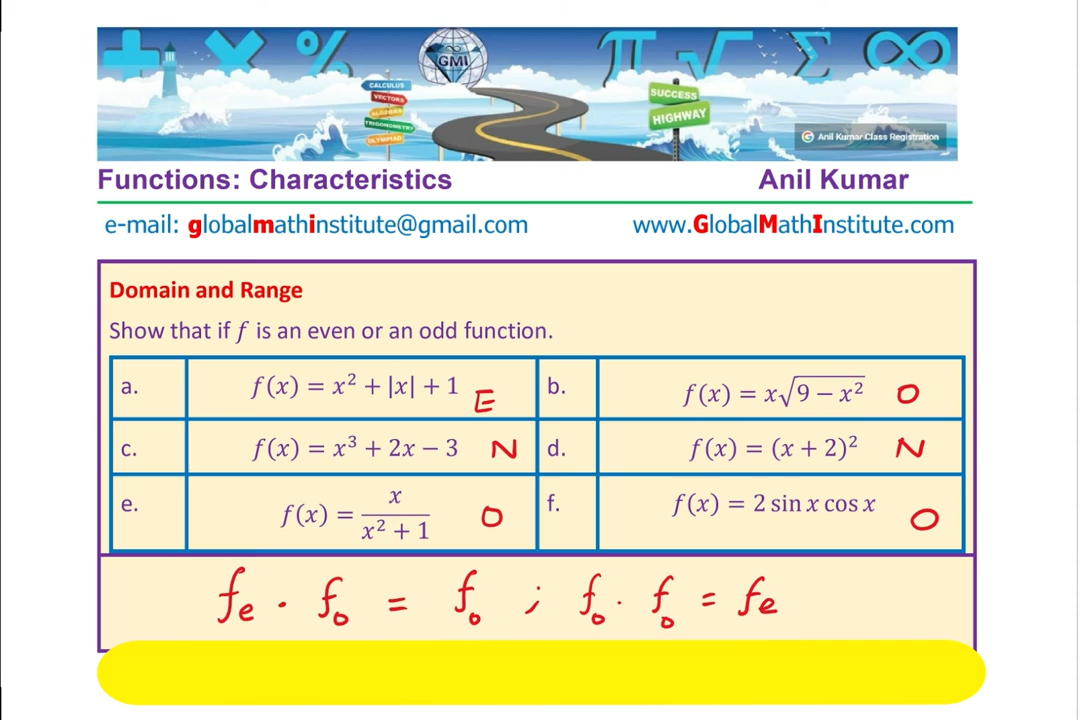 GMI
CALCULUS
VECTORS
ALGEBRA
TRIGONOMETRY
OLYMPIAD
SUCCESS
HIGHWAY
+ × % π √ Σ ∞
G Anil Kumar Class Registration
Functions: Characteristics Anil Kumar
e-mail: globalmathinstitute@gmail.com www.GlobalMathInstitute.com
Domain and Range
Show that if f is an even or an odd function.
a. f(x) = x² + |x| + 1 E b. f(x) = x√(9 − x²) O
c. f(x) = x³ + 2x − 3 N d. f(x) = (x + 2)² N
e. f(x) = x/(x² + 1) O f. f(x) = 2 sin x cos x O
fₑ · fₒ = fₒ ; fₒ · fₒ = fₑ